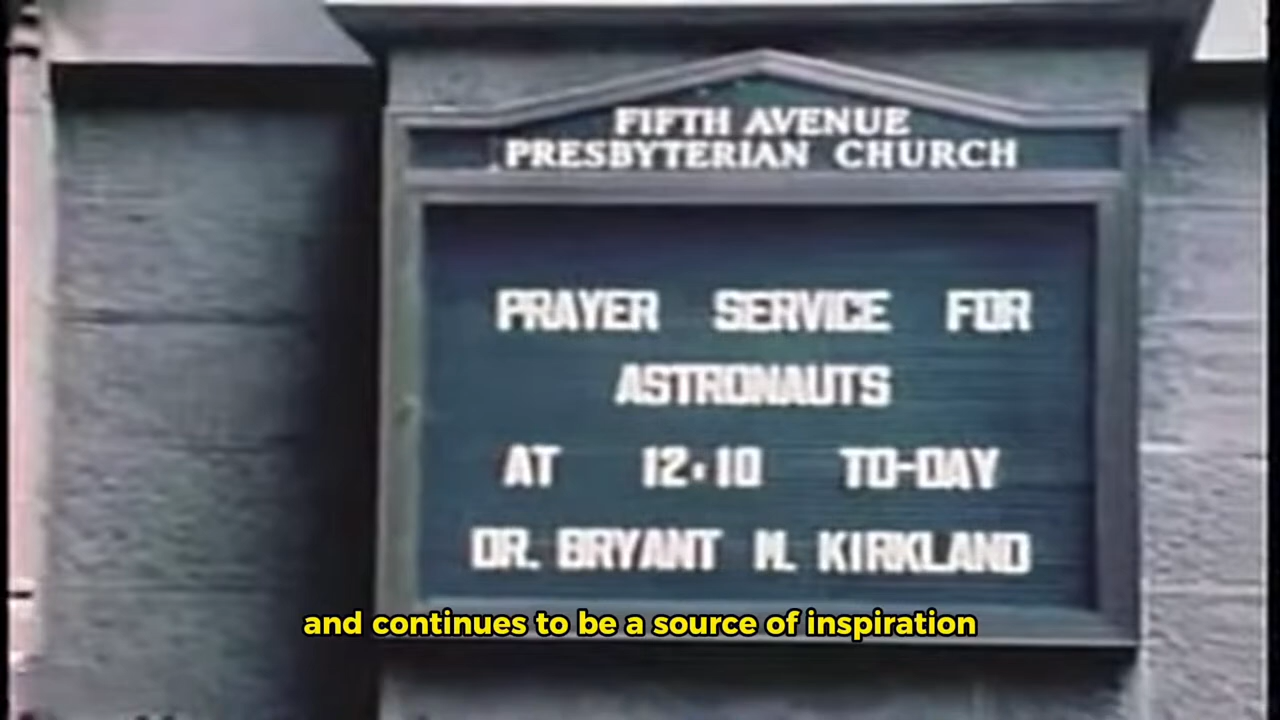 FIFTH AVENUE
PRESBYTERIAN CHURCH
PRAYER SERVICE FOR
ASTRONAUTS
AT 12:10 TO-DAY
DR. BRYANT M. KIRKLAND
and continues to be a source of inspiration